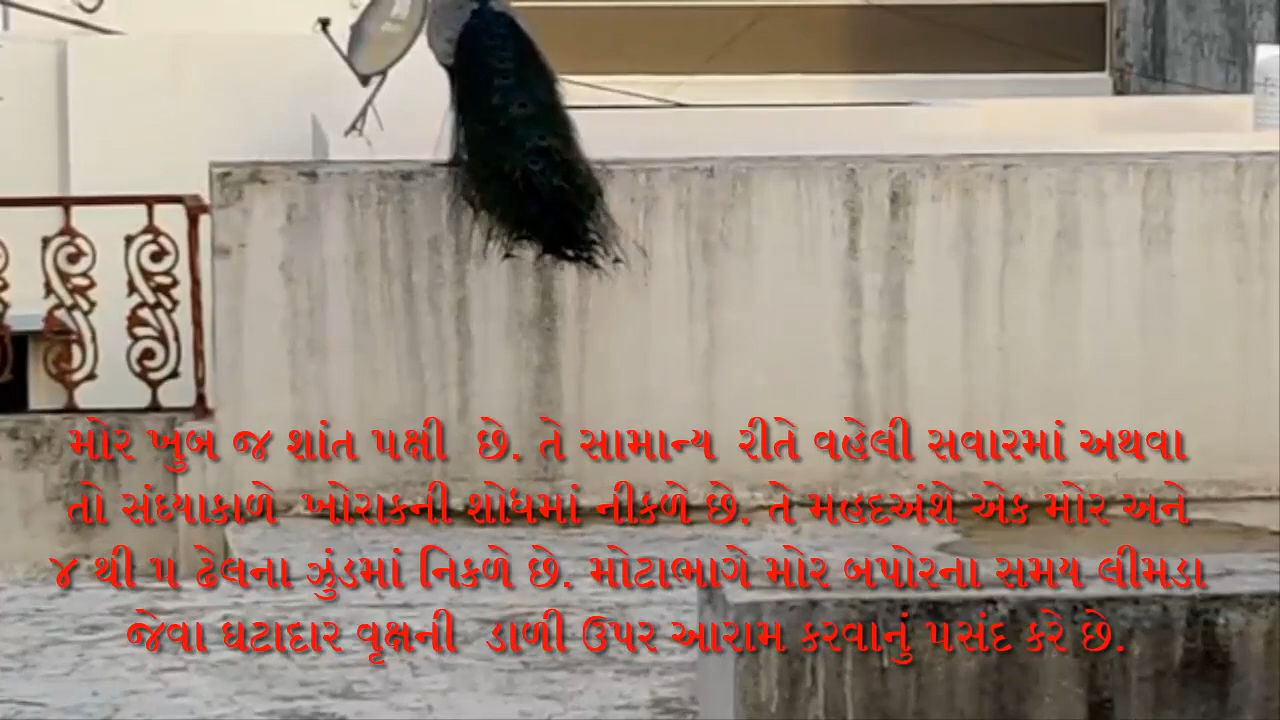 મોર ખુબ જ શાંત પક્ષી છે. તે સામાન્ય રીતે વહેલી સવારમાં અથવા
તો સંદયાકાળે ખોરાકની શોધમાં નીકળે છે. તે મહદઅંશે એક મોર અને
૪ થી ૫ ઢેલના ઝુંડમાં નિકળે છે. મોટાભાગે મોર બપોરના સમય લીમડા
જેવા ઘટાદાર વૃક્ષની ડાળી ઉપર આરામ કરવાનું પસંદ કરે છે.